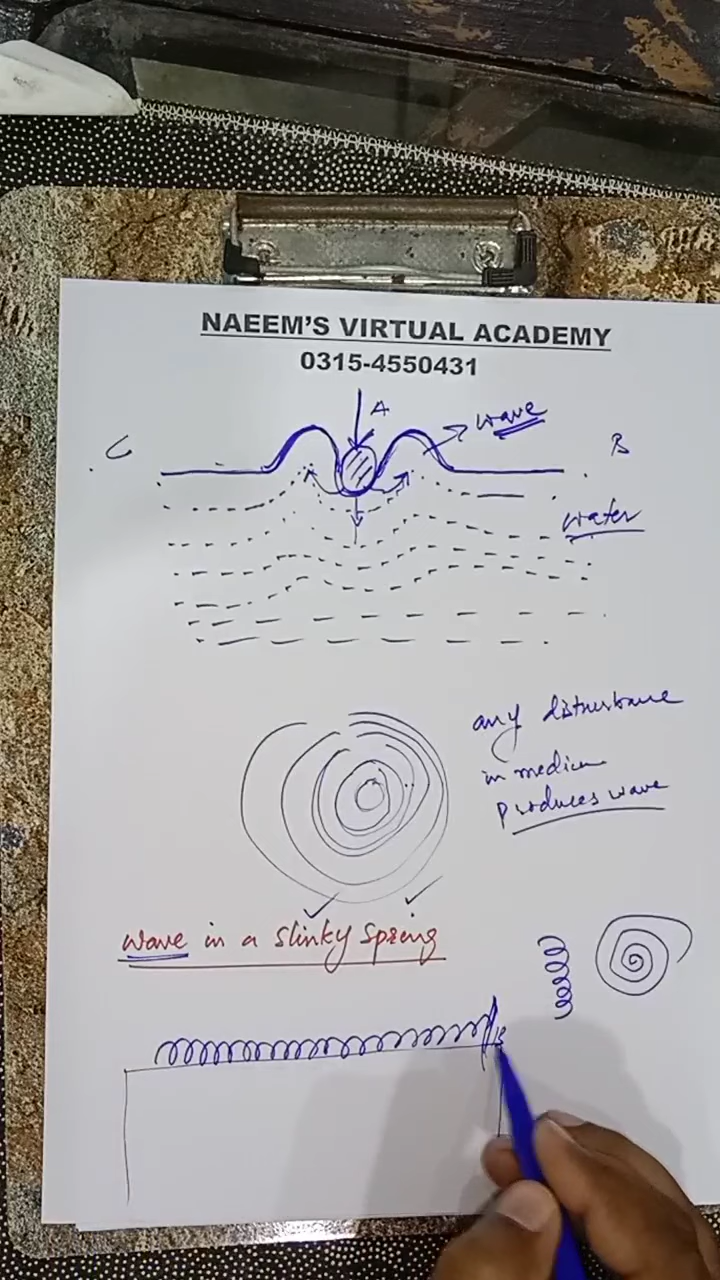 NAEEM'S VIRTUAL ACADEMY
0315-4550431
A
wave
C
B
water
any disturbance
in medium
produces wave
wave in a slinky spring